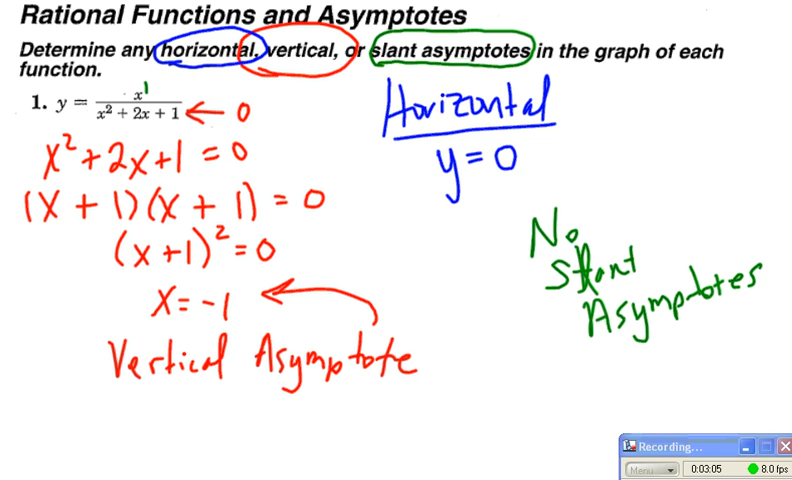 Rational Functions and Asymptotes
Determine any horizontal, vertical, or slant asymptotes in the graph of each
function.
1. y = x¹ / x² + 2x + 1 ← 0
x² + 2x + 1 = 0
(x + 1)(x + 1) = 0
(x + 1)² = 0
x = -1
Vertical Asymptote
Horizontal
y = 0
No
Slant
Asymptotes
Recording...
Menu
0:03:05
8.0 fps